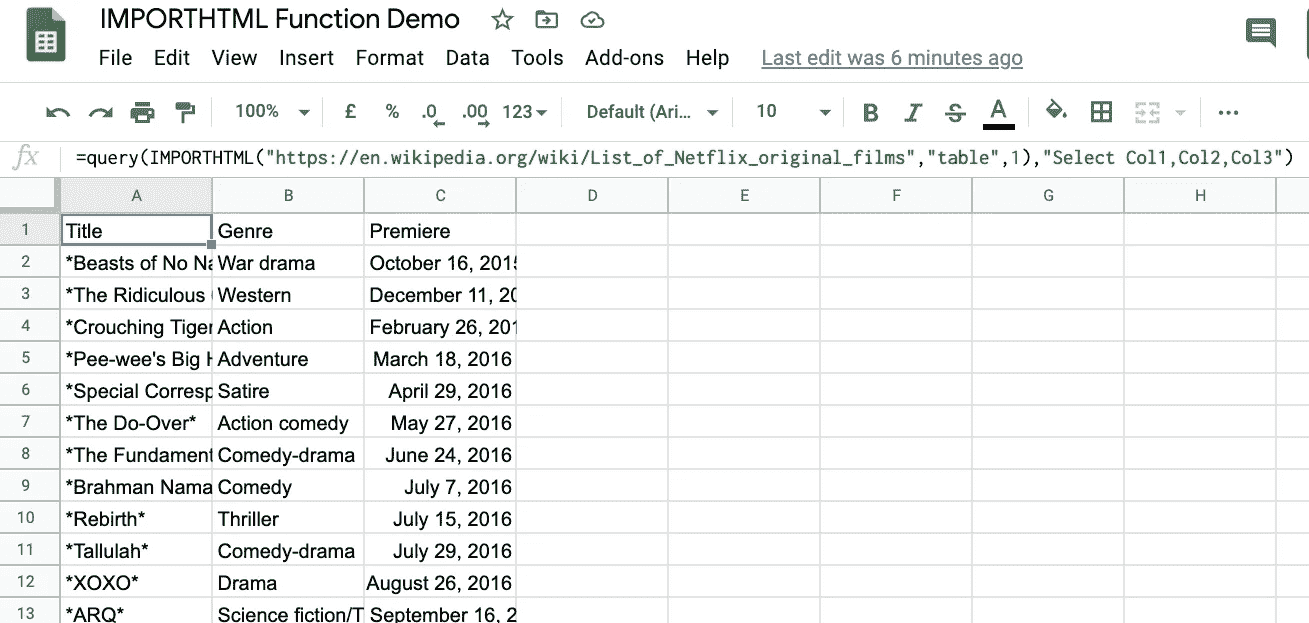 IMPORTHTML Function Demo
File Edit View Insert Format Data Tools Add-ons Help Last edit was 6 minutes ago
100% £ % .0 .00 123 Default (Ari... 10 B I S A ...
fx =query(IMPORTHTML("https://en.wikipedia.org/wiki/List_of_Netflix_original_films","table",1),"Select Col1,Col2,Col3")
A B C D E F G H
1 Title Genre Premiere
2 *Beasts of No Na War drama October 16, 2015
3 *The Ridiculous War Western December 11, 20
4 *Crouching Tiger Action February 26, 201
5 *Pee-wee's Big H Adventure March 18, 2016
6 *Special Corresp Satire April 29, 2016
7 *The Do-Over* Action comedy May 27, 2016
8 *The Fundament Comedy-drama June 24, 2016
9 *Brahman Nama Comedy July 7, 2016
10 *Rebirth* Thriller July 15, 2016
11 *Tallulah* Comedy-drama July 29, 2016
12 *XOXO* Drama August 26, 2016
13 *ARQ* Science fiction/T September 16, 2